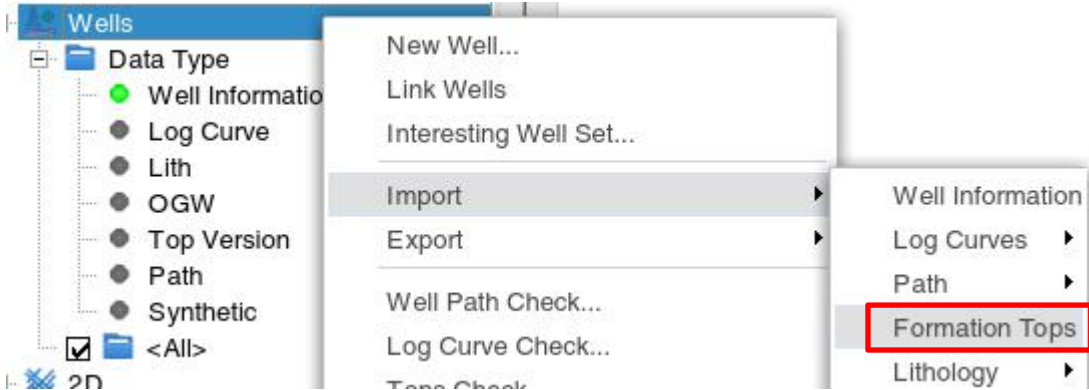 Wells
Data Type
Well Informatio
Log Curve
Lith
OGW
Top Version
Path
Synthetic
<All>
2D
New Well...
Link Wells
Interesting Well Set...
Import
Export
Well Path Check...
Log Curve Check...
Tops Check
Well Information
Log Curves
Path
Formation Tops
Lithology